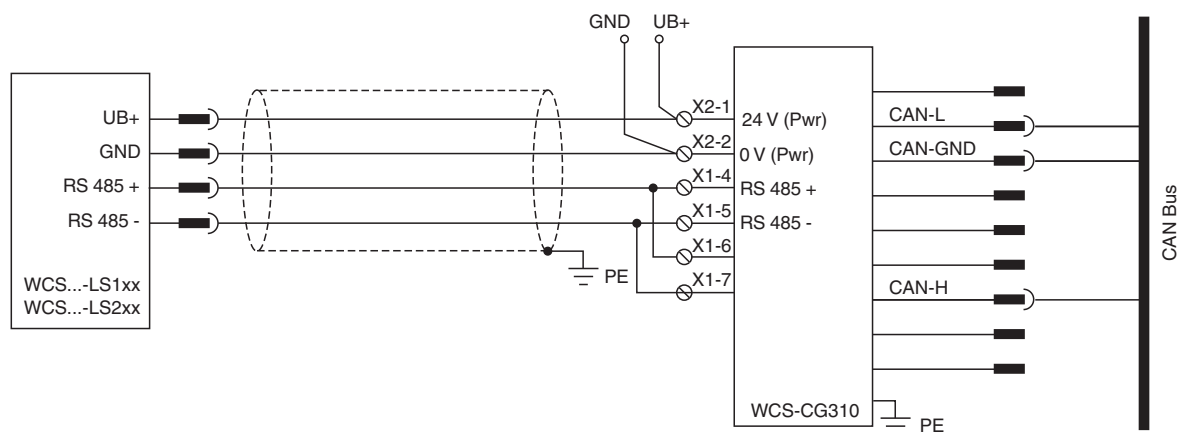 GND UB+
UB+
GND
RS 485 +
RS 485 -
WCS...-LS1xx
WCS...-LS2xx
PE
X2-1
X2-2
X1-4
X1-5
X1-6
X1-7
24 V (Pwr)
0 V (Pwr)
RS 485 +
RS 485 -
WCS-CG310
CAN-L
CAN-GND
CAN-H
PE
CAN Bus